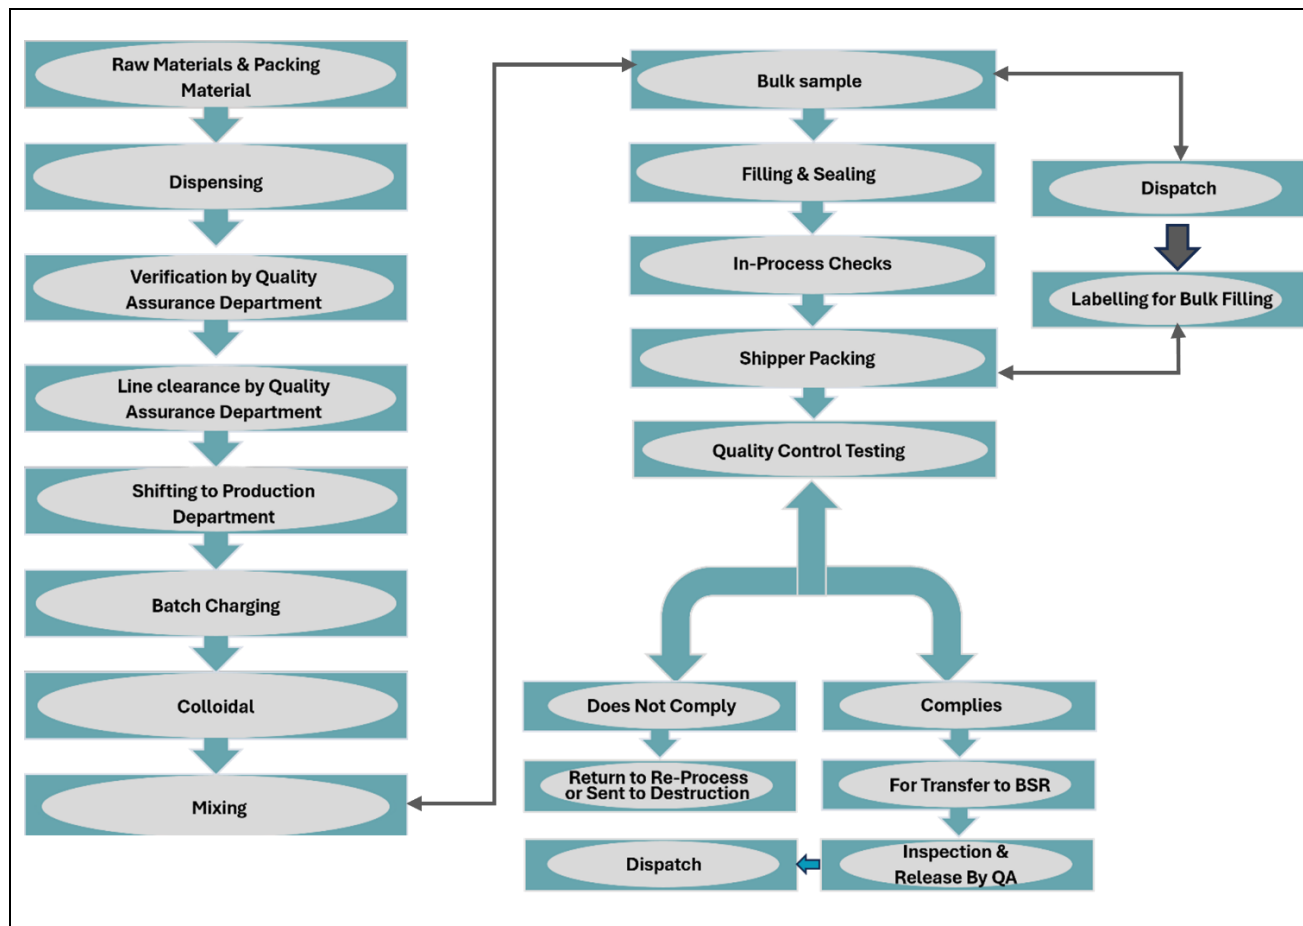 Raw Materials & Packing
Material
Dispensing
Verification by Quality
Assurance Department
Line clearance by Quality
Assurance Department
Shifting to Production
Department
Batch Charging
Colloidal
Mixing
Bulk sample
Filling & Sealing
In-Process Checks
Shipper Packing
Quality Control Testing
Dispatch
Labelling for Bulk Filling
Does Not Comply
Return to Re-Process
or Sent to Destruction
Complies
For Transfer to BSR
Inspection &
Release By QA
Dispatch